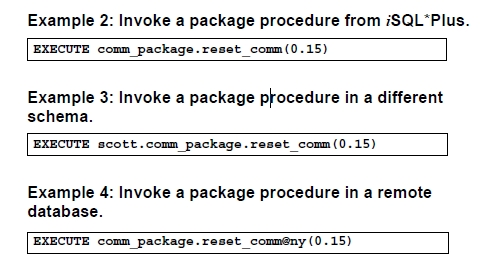 Example 2: Invoke a package procedure from iSQL*Plus.
EXECUTE comm_package.reset_comm(0.15)
Example 3: Invoke a package procedure in a different
schema.
EXECUTE scott.comm_package.reset_comm(0.15)
Example 4: Invoke a package procedure in a remote
database.
EXECUTE comm_package.reset_comm@ny(0.15)